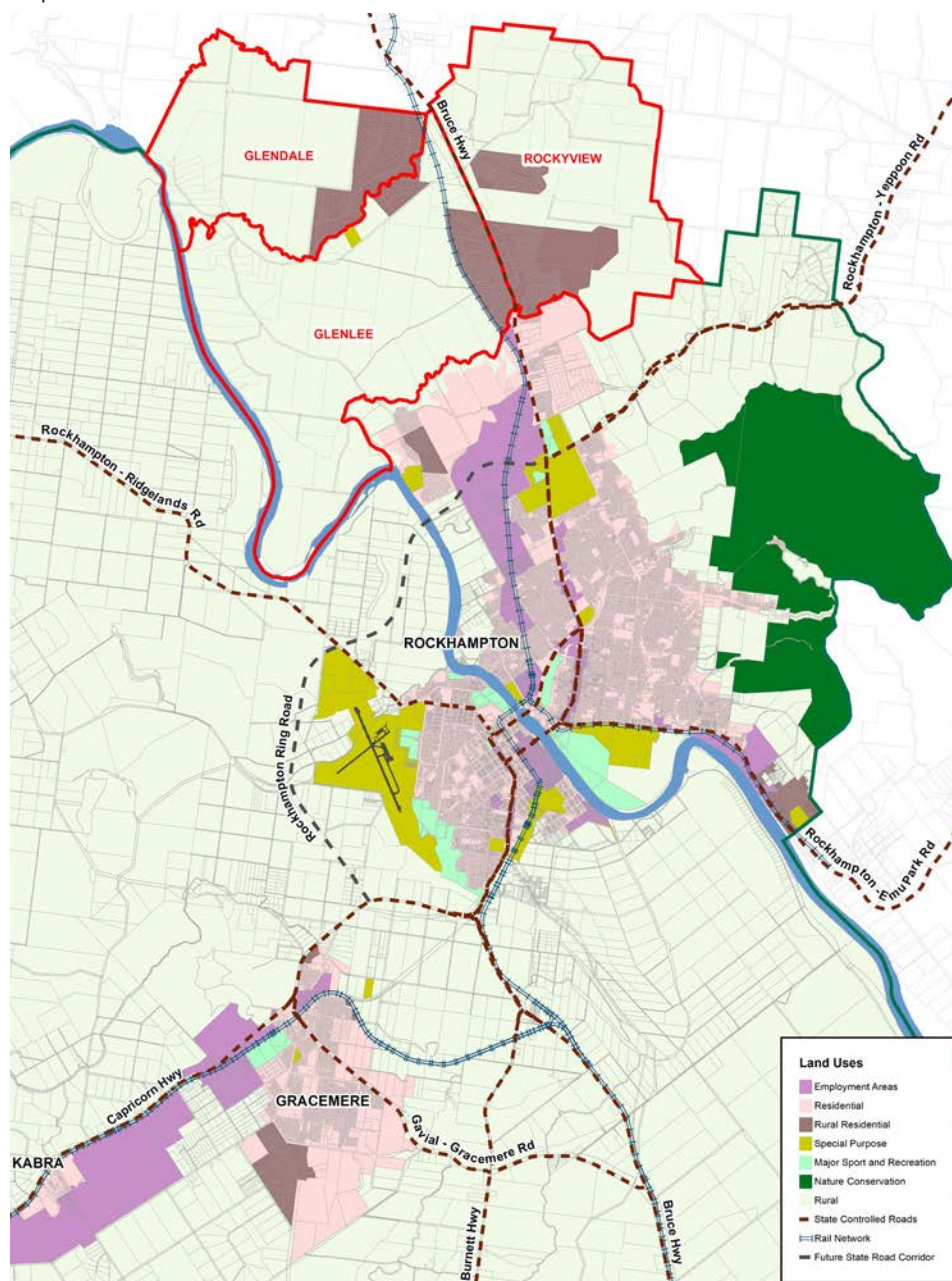 Bruce Hwy
GLENDALE
ROCKYVIEW
Rockhampton - Yeppoon Rd
GLENLEE
Rockhampton - Ridgelands Rd
ROCKHAMPTON
Rockhampton Ring Road
Rockhampton -Emu Park Rd
Capricorn Hwy
GRACEMERE
Gavial - Gracemere Rd
KABRA
Burnett Hwy
Bruce Hwy
Land Uses
Employment Areas
Residential
Rural Residential
Special Purpose
Major Sport and Recreation
Nature Conservation
Rural
State Controlled Roads
Rail Network
Future State Road Corridor